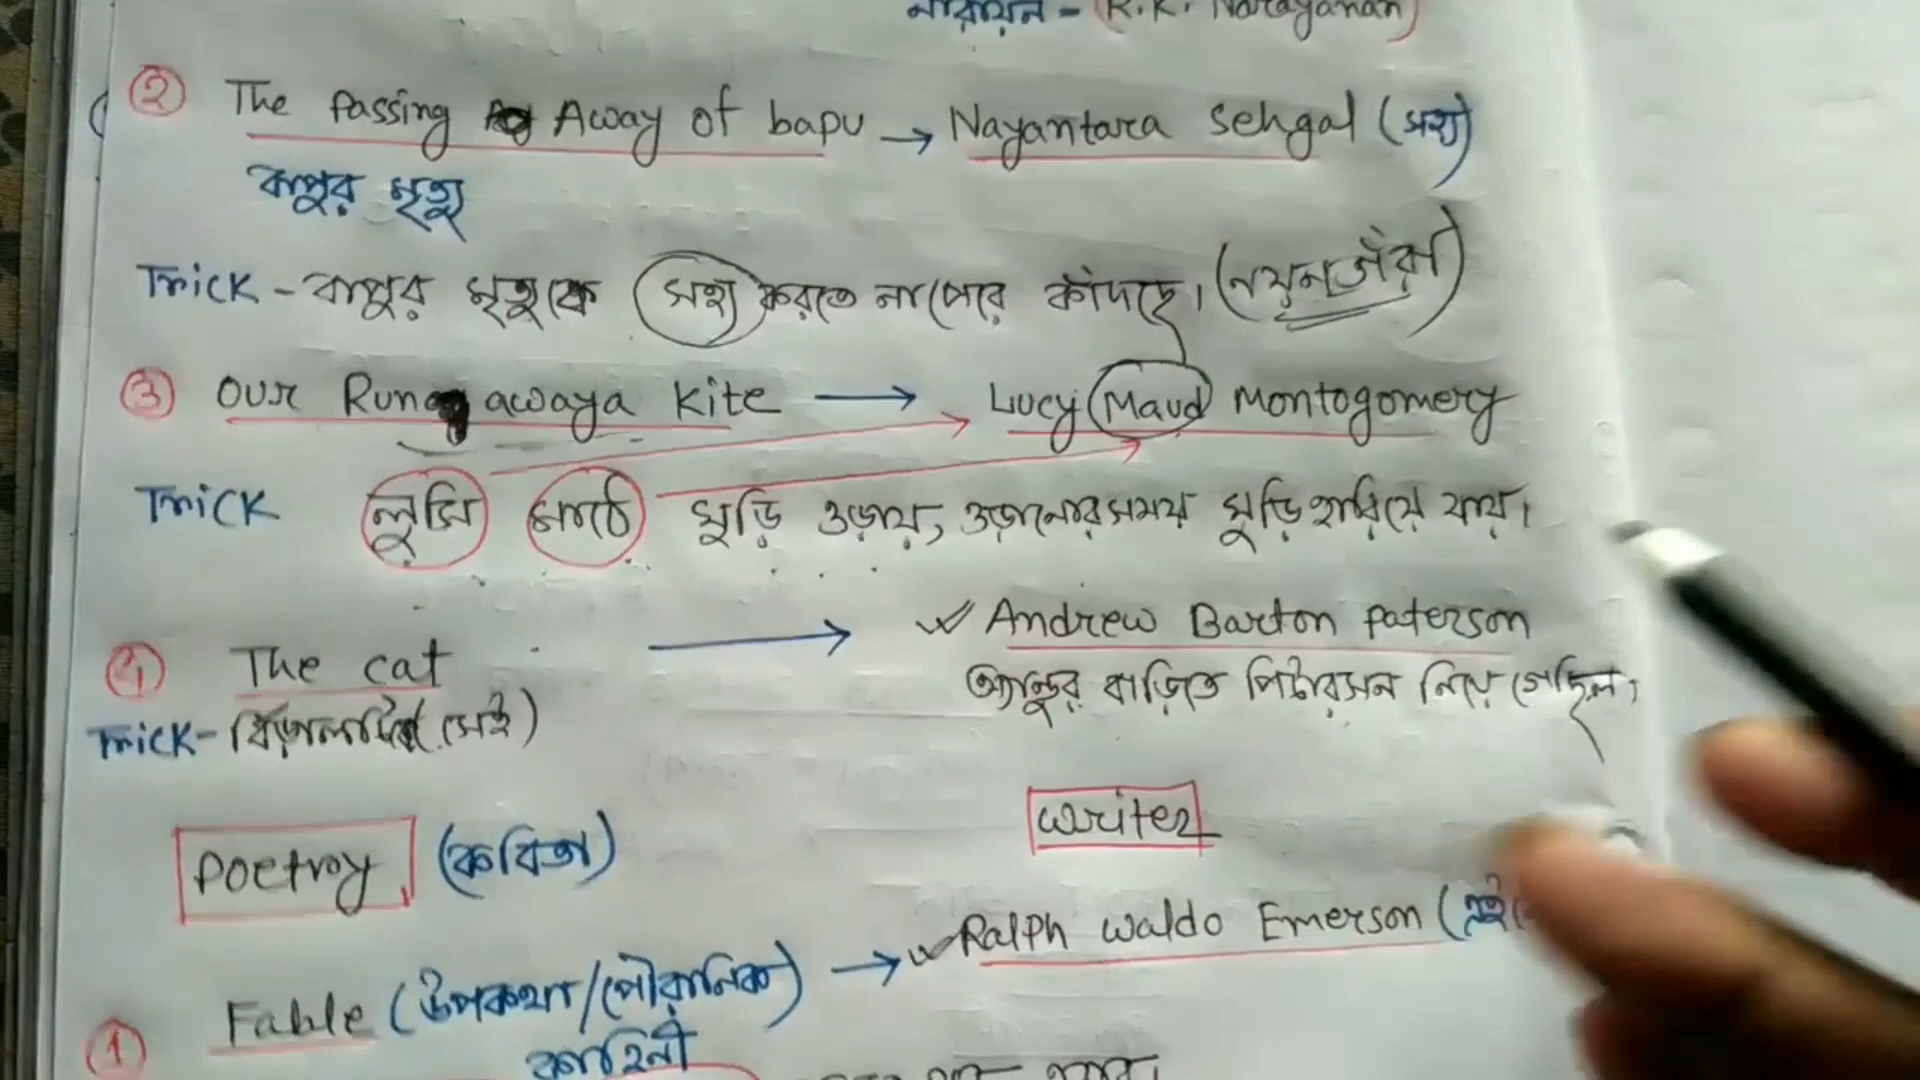 নারায়ন - (R.K. Narayanan)
② The Passing Away of bapu → Nayantara Sehgal (সহ্য)
বাপুর মৃত্যু
Trick - বাপুর মৃত্যুকে সহ্য করতে না পেরে কাঁদছে। (নয়নতাঁরা)
③ Our Runawaya Kite → Lucy Maud Montogomery
Trick লুসি মাঠে ঘুড়ি ওড়ায়, ওড়ানোর সময় ঘুড়ি হারিয়ে যায়।
④ The cat → Andrew Barton Paterson
Trick - বিড়ালটি (সেই) অ্যান্ড্রুর বাড়িতে পিটারসন নিয়ে গেছিল।
Writer
Poetry (কবিতা)
① Fable (উপকথা/পৌরানিক কাহিনী) → Ralph Waldo Emerson